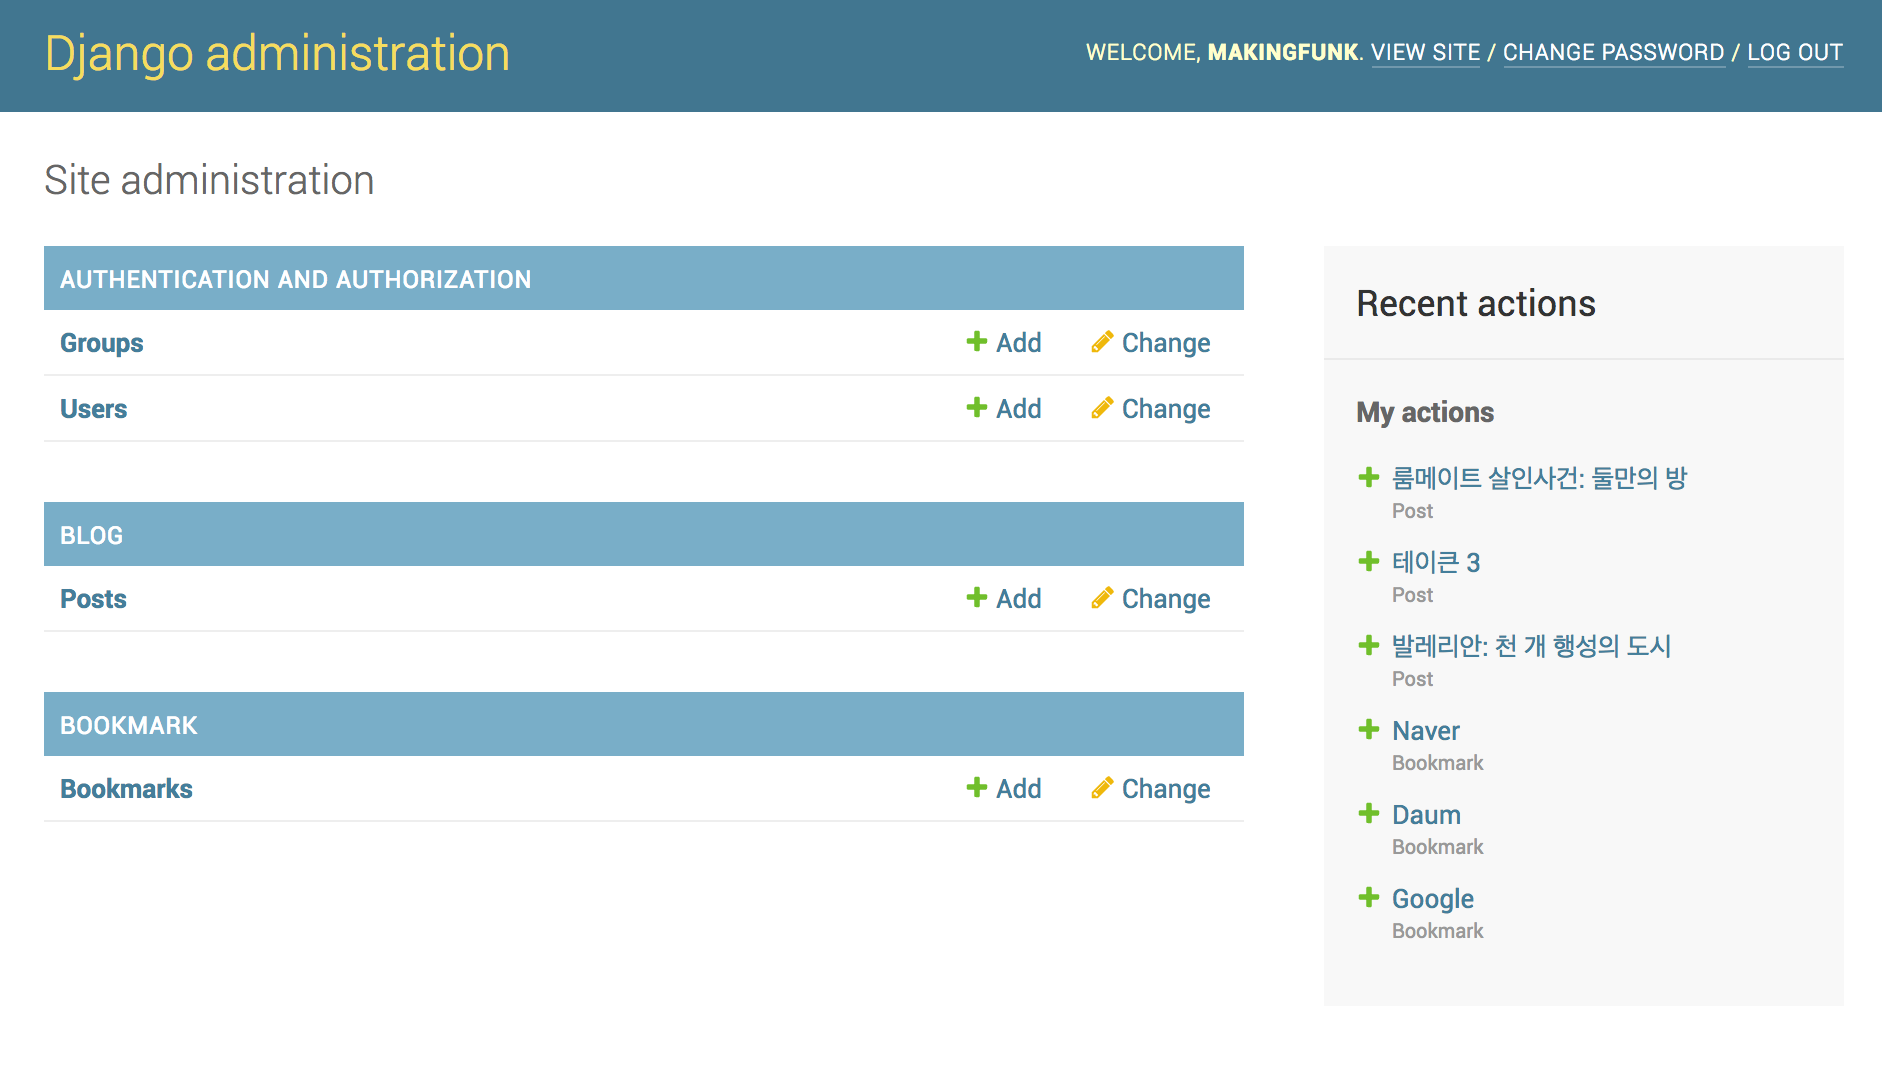 Django administration
WELCOME, MAKINGFUNK. VIEW SITE / CHANGE PASSWORD / LOG OUT
Site administration
AUTHENTICATION AND AUTHORIZATION
Groups Add Change
Users Add Change
BLOG
Posts Add Change
BOOKMARK
Bookmarks Add Change
Recent actions
My actions
룸메이트 살인사건: 둘만의 방
Post
테이큰 3
Post
발레리안: 천 개 행성의 도시
Post
Naver
Bookmark
Daum
Bookmark
Google
Bookmark